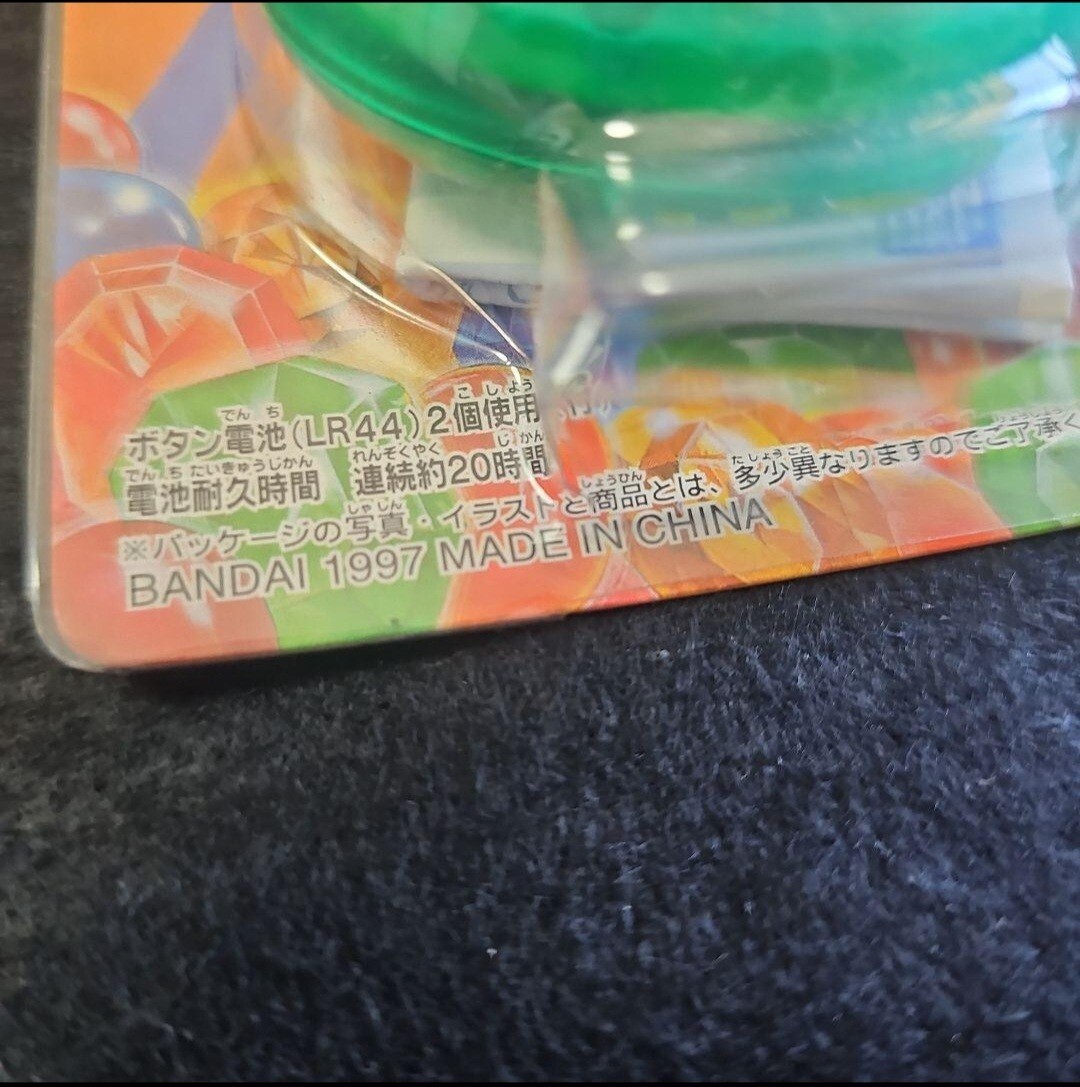 ボタン電池(LR44)2個使用
電池耐久時間 連続約20時間
※パッケージの写真・イラストと商品とは、多少異なりますのでご了承く
BANDAI 1997 MADE IN CHINA